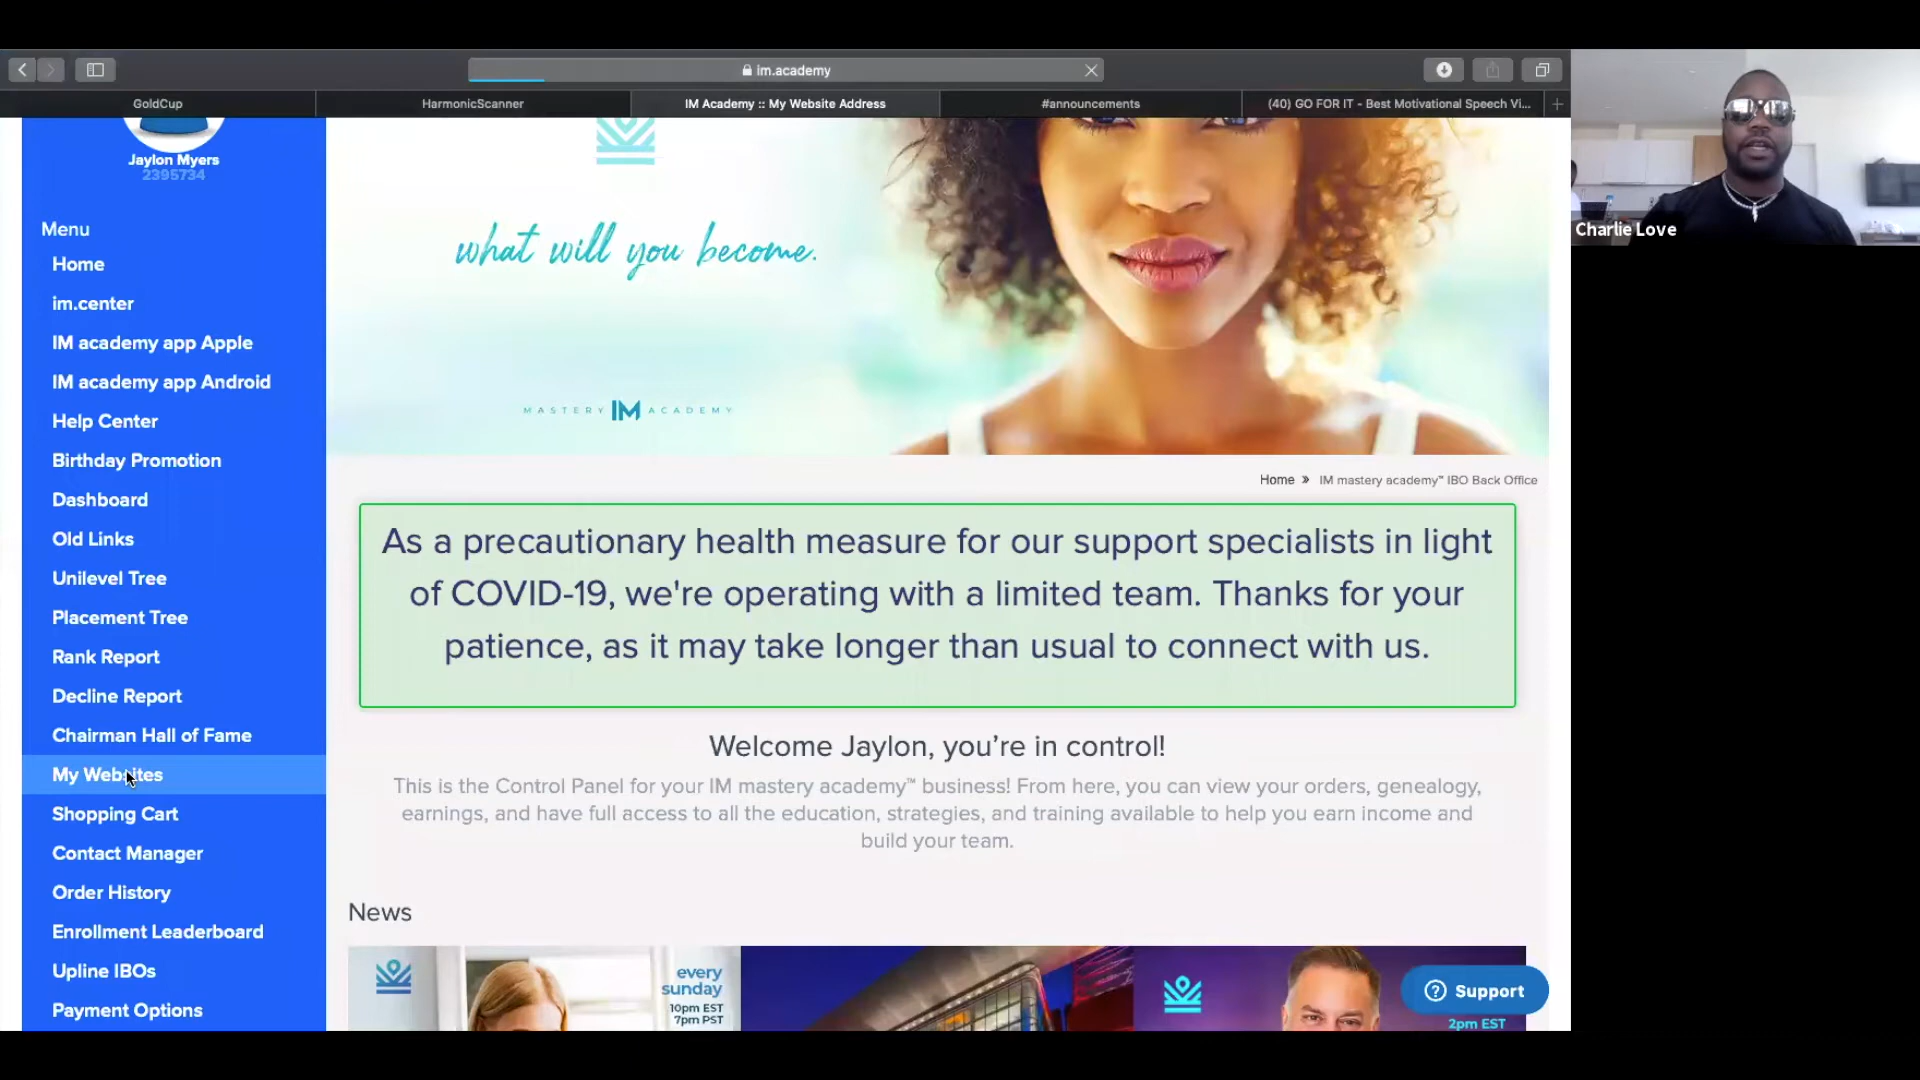 im.academy
GoldCup
HarmonicScanner
IM Academy :: My Website Address
#announcements
(40) GO FOR IT - Best Motivational Speech Vi...
Jaylon Myers
2395734
Menu
Home
im.center
IM academy app Apple
IM academy app Android
Help Center
Birthday Promotion
Dashboard
Old Links
Unilevel Tree
Placement Tree
Rank Report
Decline Report
Chairman Hall of Fame
My Websites
Shopping Cart
Contact Manager
Order History
Enrollment Leaderboard
Upline IBOs
Payment Options
what will you become.
MASTERY IM ACADEMY
Home » IM mastery academy™ IBO Back Office
As a precautionary health measure for our support specialists in light
of COVID-19, we're operating with a limited team. Thanks for your
patience, as it may take longer than usual to connect with us.
Welcome Jaylon, you’re in control!
This is the Control Panel for your IM mastery academy™ business! From here, you can view your orders, genealogy,
earnings, and have full access to all the education, strategies, and training available to help you earn income and
build your team.
News
every
sunday
10pm EST
7pm PST
Support
2pm EST
Charlie Love